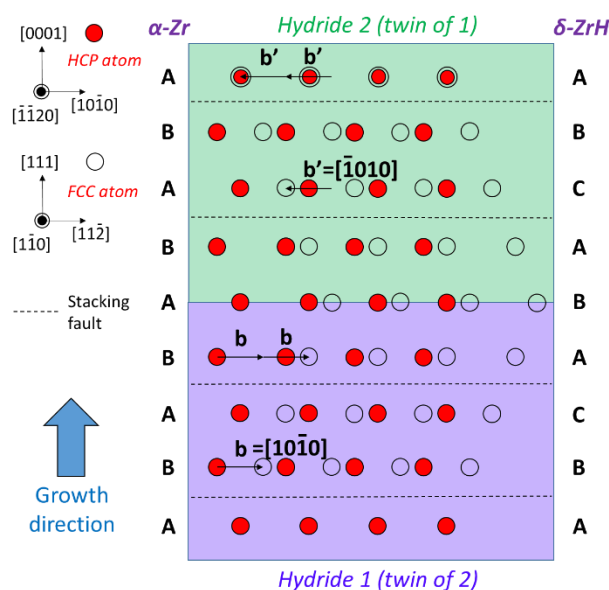 α-Zr
Hydride 2 (twin of 1)
δ-ZrH
[0001]
HCP atom
[101̄0]
[1̄1̄20]
[111]
FCC atom
[112̄]
[11̄0]
Stacking
fault
Growth
direction
b' b'
A A
B B
b'=[1̄010]
A C
B A
A B
b b
B A
A C
b =[101̄0]
B B
A A
Hydride 1 (twin of 2)